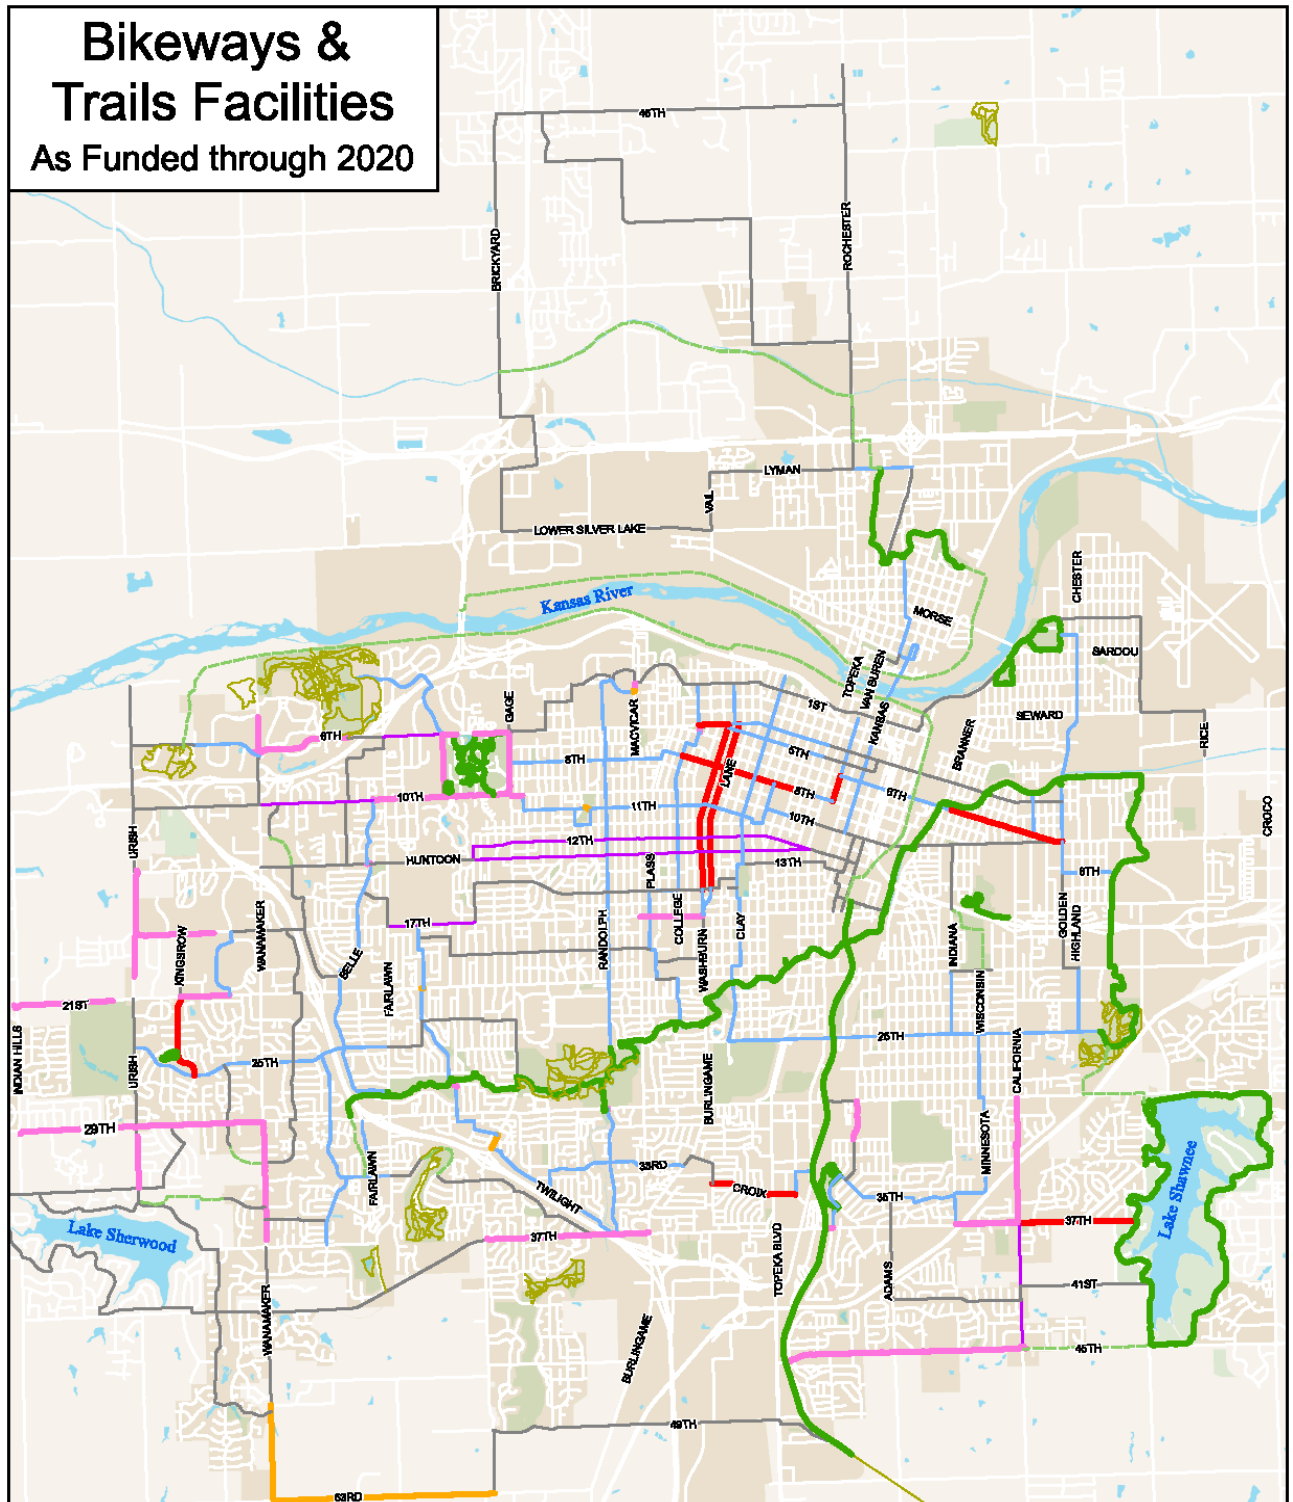 Bikeways &
Trails Facilities
As Funded through 2020
46TH
ROCHESTER
BRICKYARD
LYMAN
VAIL
LOWER SILVER LAKE
CHESTER
Kansas River
MORSE
SARDOU
TOPEKA
VAN BUREN
GAGE
1ST
KANSAS
SEWARD
MACVICAR
BRANNER
RICE
6TH
5TH
8TH
LANE
8TH
6TH
10TH
11TH
10TH
CROCO
URISH
12TH
HUNTOON
13TH
PLASS
6TH
17TH
COLLEGE
CLAY
RANDOLPH
GOLDEN
HIGHLAND
KINGSROW
WANAMAKER
INDIANA
BELLE
FAIRLAWN
WASHBURN
21ST
WISCONSIN
INDIAN HILLS
25TH
25TH
URISH
CALIFORNIA
BURLINGAME
29TH
MINNESOTA
33RD
FAIRLAWN
TWILIGHT
CROIX
35TH
Lake Shawnee
Lake Sherwood
37TH
37TH
TOPEKA BLVD
ADAMS
41ST
WANAMAKER
BURLINGAME
45TH
49TH
53RD